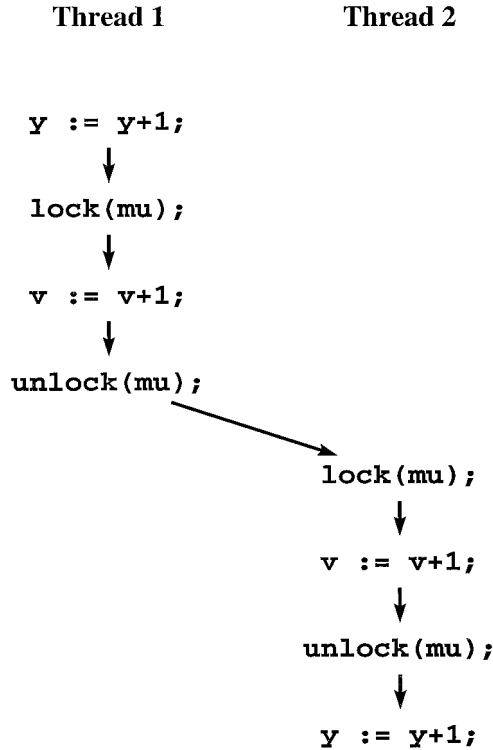 Thread 1
Thread 2
y := y+1;
lock(mu);
v := v+1;
unlock(mu);
lock(mu);
v := v+1;
unlock(mu);
y := y+1;